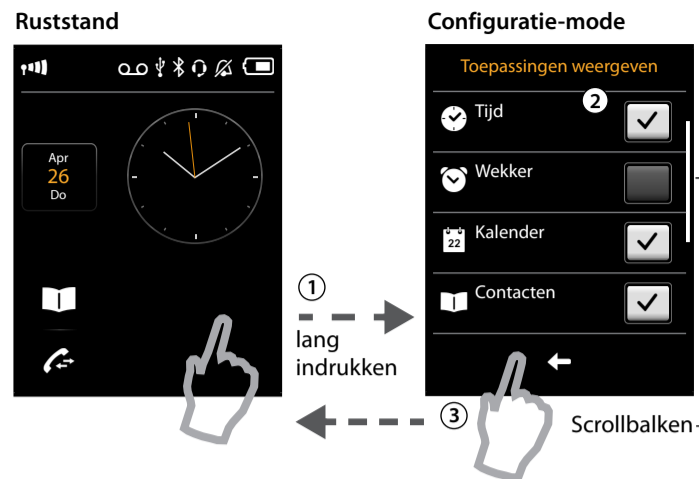 Ruststand
Configuratie-mode
Apr
26
Do
Toepassingen weergeven
2
Tijd
Wekker
22
Kalender
Contacten
1
lang
indrukken
3
Scrollbalken